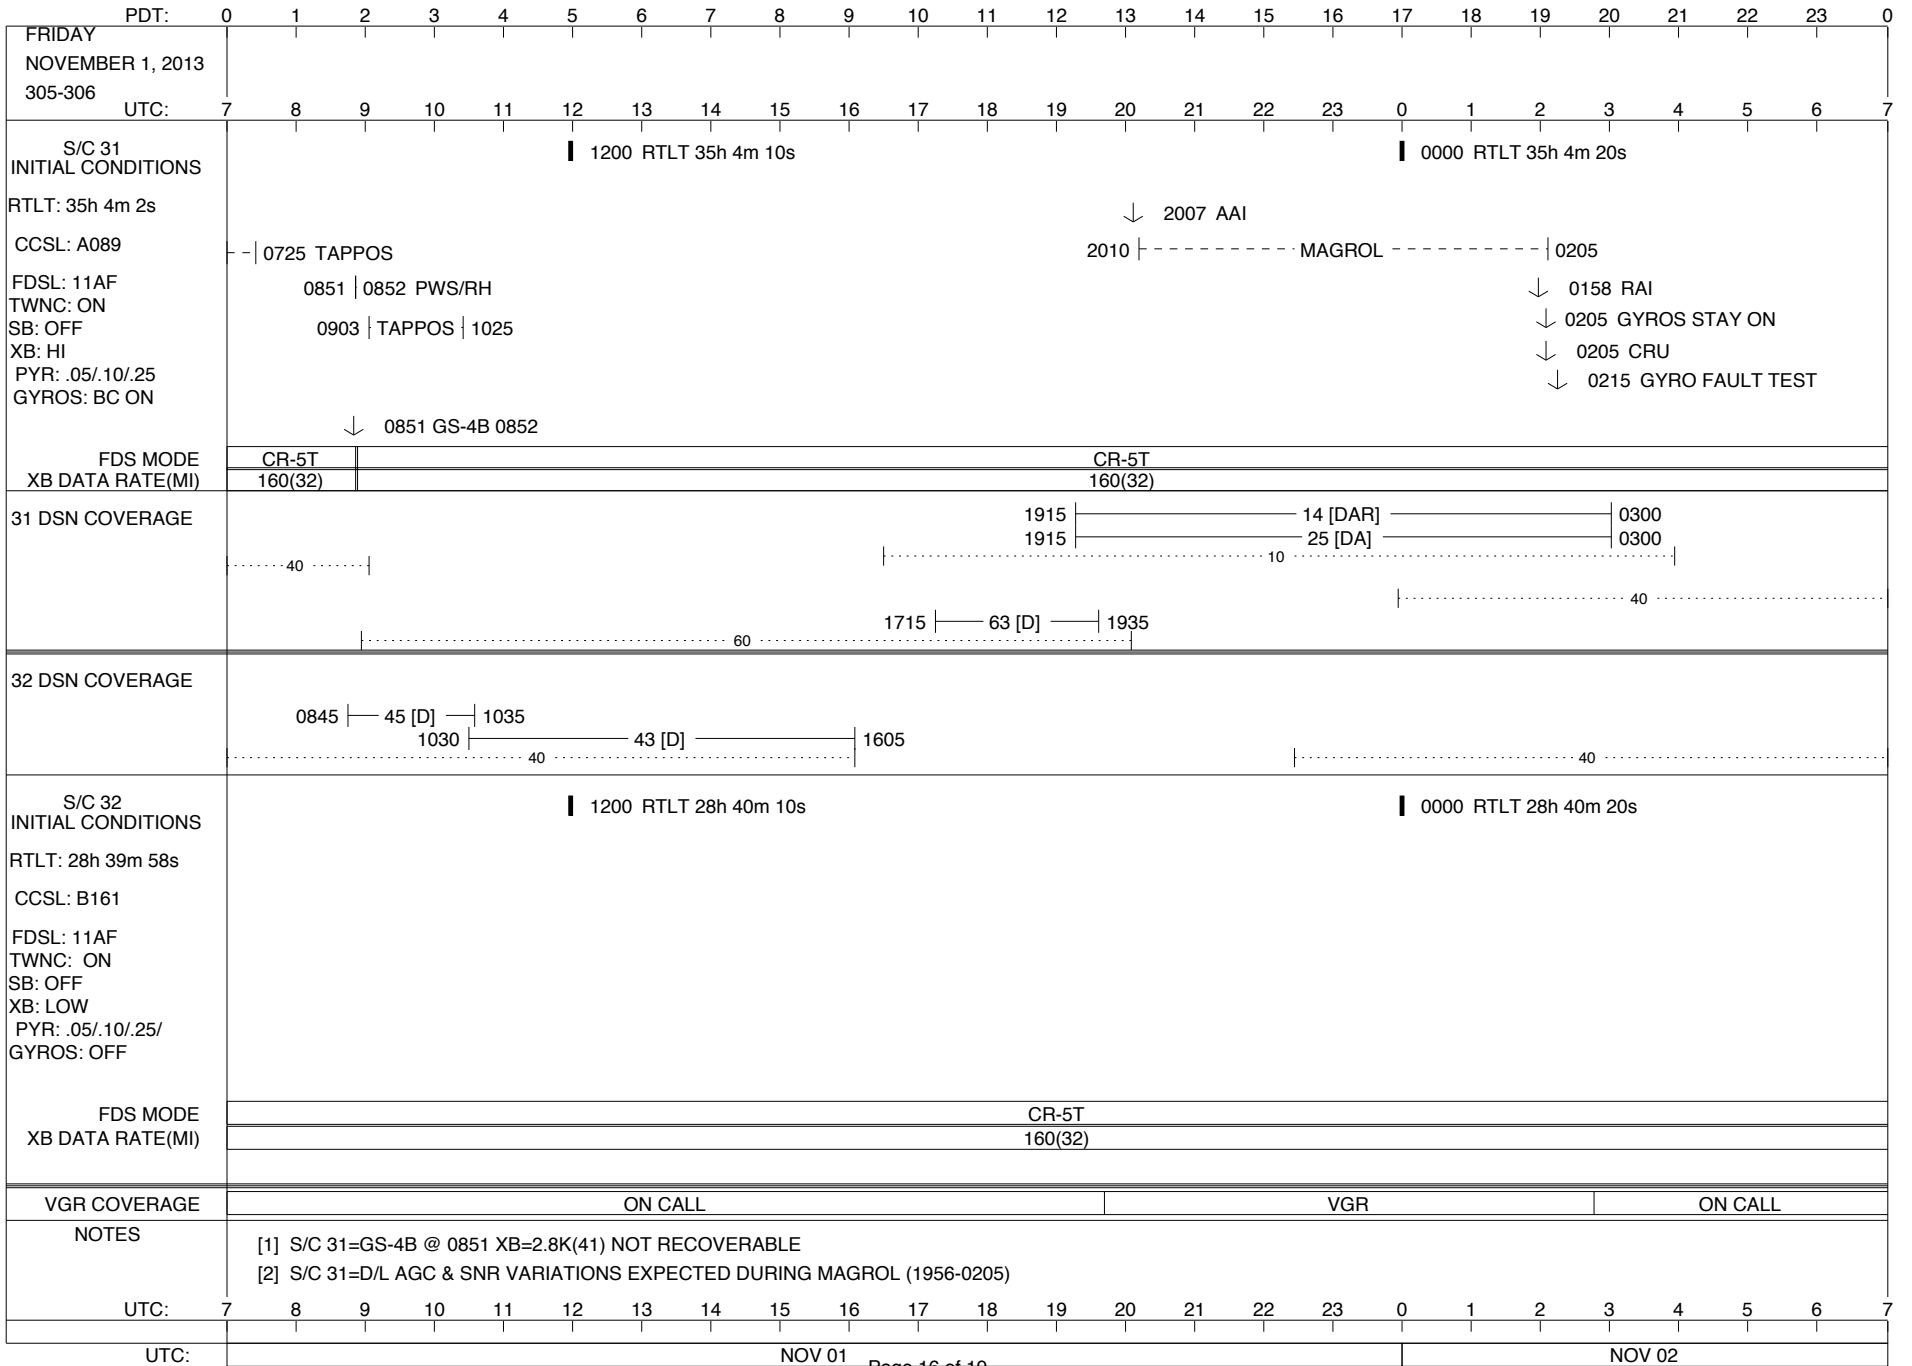 PDT: 0 1 2 3 4 5 6 7 8 9 10 11 12 13 14 15 16 17 18 19 20 21 22 23 0
FRIDAY
NOVEMBER 1, 2013
305-306
UTC: 7 8 9 10 11 12 13 14 15 16 17 18 19 20 21 22 23 0 1 2 3 4 5 6 7
S/C 31
INITIAL CONDITIONS
1200 RTLT 35h 4m 10s
0000 RTLT 35h 4m 20s
RTLT: 35h 4m 2s
2007 AAI
CCSL: A089
0725 TAPPOS
2010 MAGROL 0205
FDSL: 11AF
0851 0852 PWS/RH
0158 RAI
TWNC: ON
SB: OFF
0903 TAPPOS 1025
0205 GYROS STAY ON
XB: HI
0205 CRU
PYR: .05/.10/.25
0215 GYRO FAULT TEST
GYROS: BC ON
0851 GS-4B 0852
FDS MODE CR-5T CR-5T
XB DATA RATE(MI) 160(32) 160(32)
31 DSN COVERAGE
1915 14 [DAR] 0300
1915 25 [DA] 0300
10
40
40
1715 63 [D] 1935
60
32 DSN COVERAGE
0845 45 [D] 1035
1030 43 [D] 1605
40 40
S/C 32
INITIAL CONDITIONS
1200 RTLT 28h 40m 10s
0000 RTLT 28h 40m 20s
RTLT: 28h 39m 58s
CCSL: B161
FDSL: 11AF
TWNC: ON
SB: OFF
XB: LOW
PYR: .05/.10/.25/
GYROS: OFF
FDS MODE CR-5T
XB DATA RATE(MI) 160(32)
VGR COVERAGE ON CALL VGR ON CALL
NOTES
[1] S/C 31=GS-4B @ 0851 XB=2.8K(41) NOT RECOVERABLE
[2] S/C 31=D/L AGC & SNR VARIATIONS EXPECTED DURING MAGROL (1956-0205)
UTC: 7 8 9 10 11 12 13 14 15 16 17 18 19 20 21 22 23 0 1 2 3 4 5 6 7
UTC: NOV 01 NOV 02
Page 16 of 19